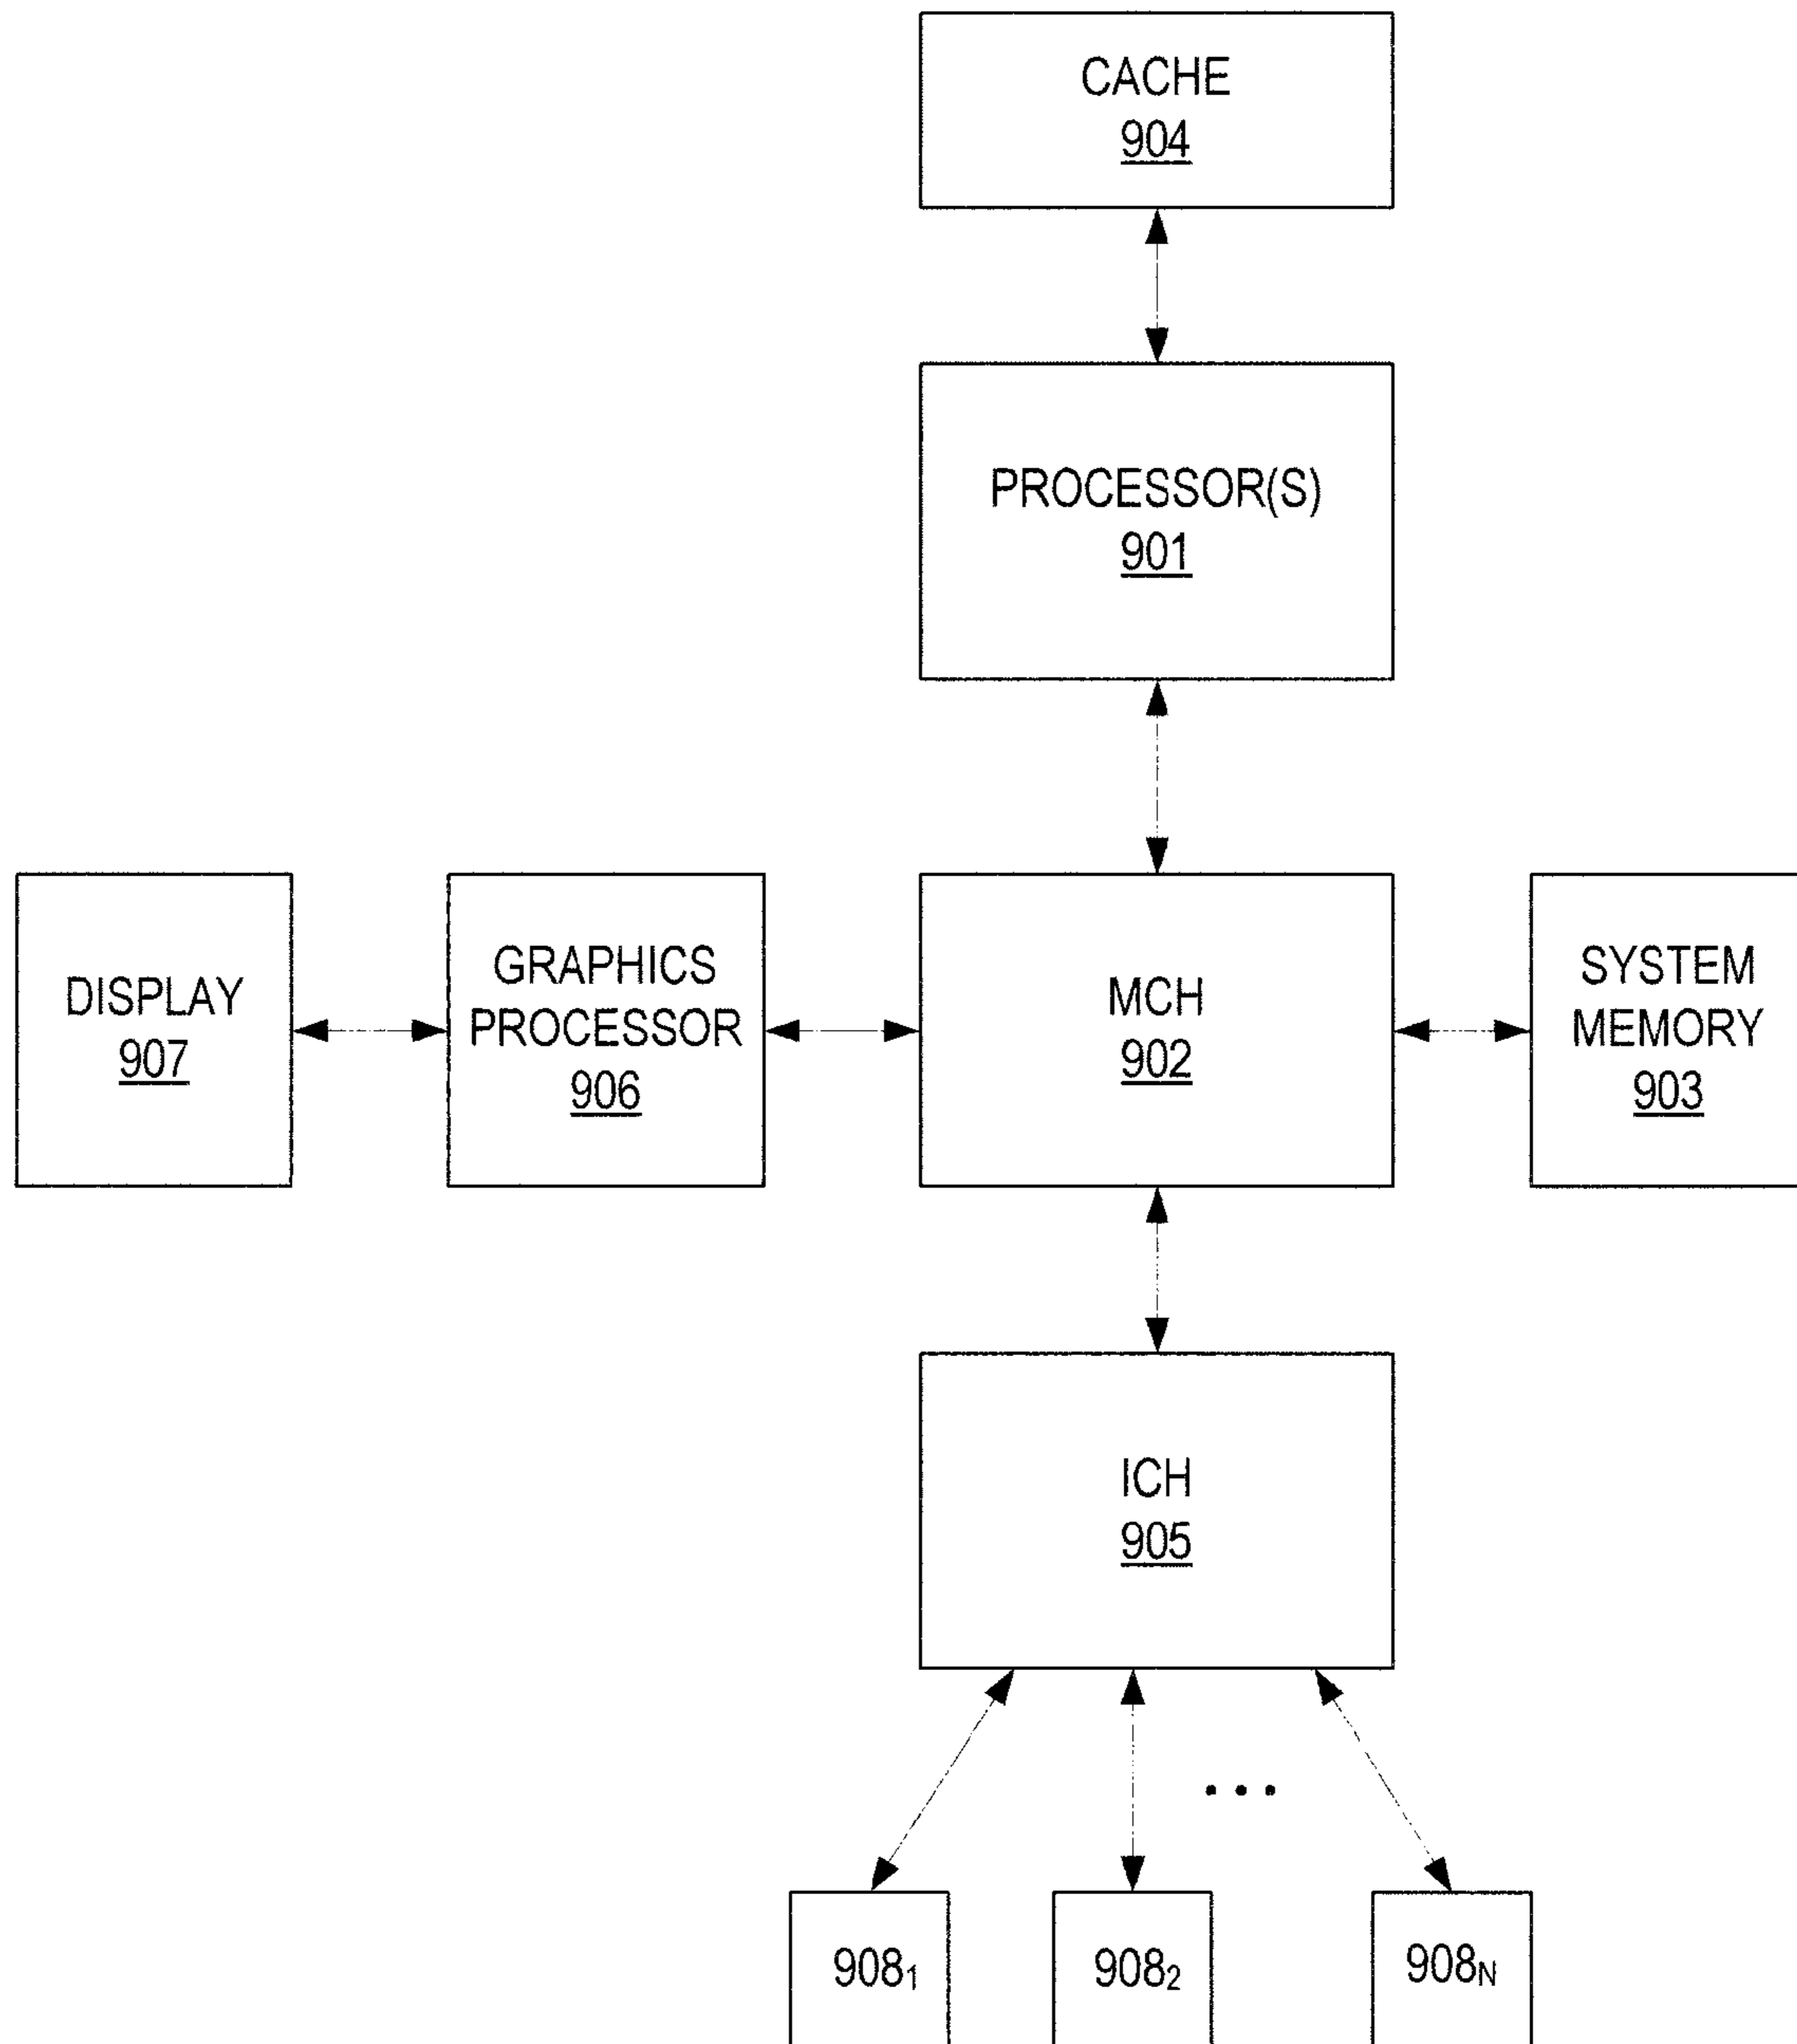 CACHE
904
PROCESSOR(S)
901
DISPLAY
907
GRAPHICS
PROCESSOR
906
MCH
902
SYSTEM
MEMORY
903
ICH
905
...
908₁
908₂
908N